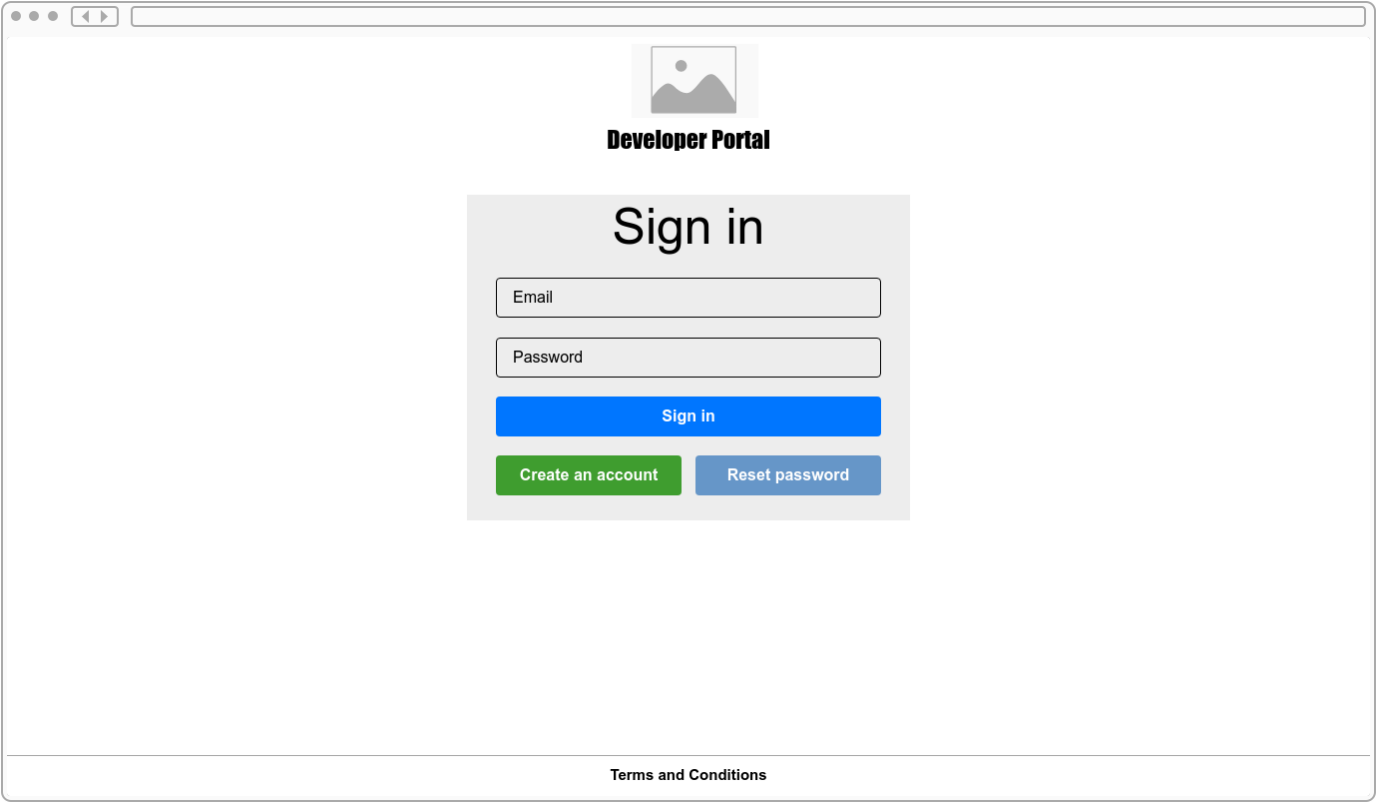 Developer Portal
Sign in
Email
Password
Sign in
Create an account Reset password
Terms and Conditions